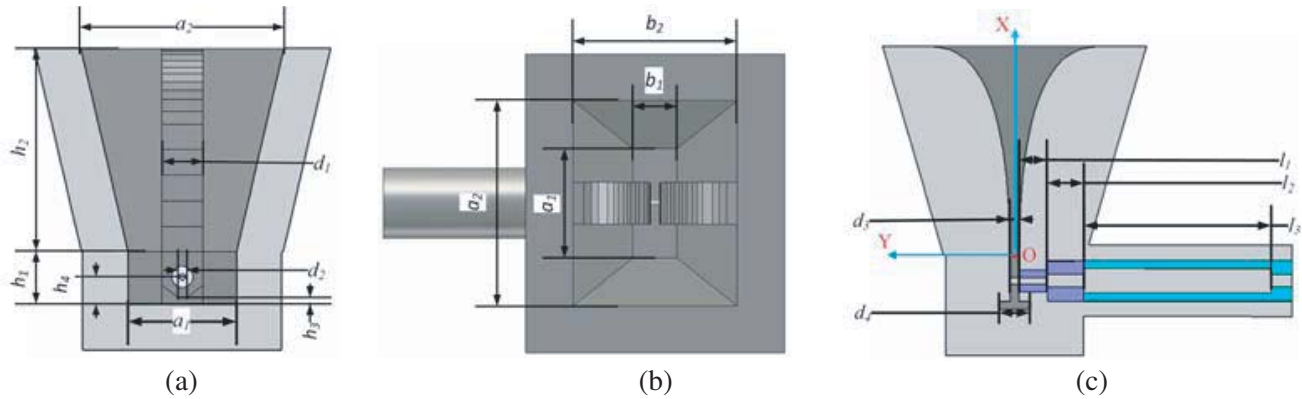 a₂
h₂
d₁
h₁
h₄
d₂
h₃
a₁
(a)
b₂
b₁
a₂
a₁
(b)
X
l₁
l₂
d₃
l₃
Y
O
d₄
(c)